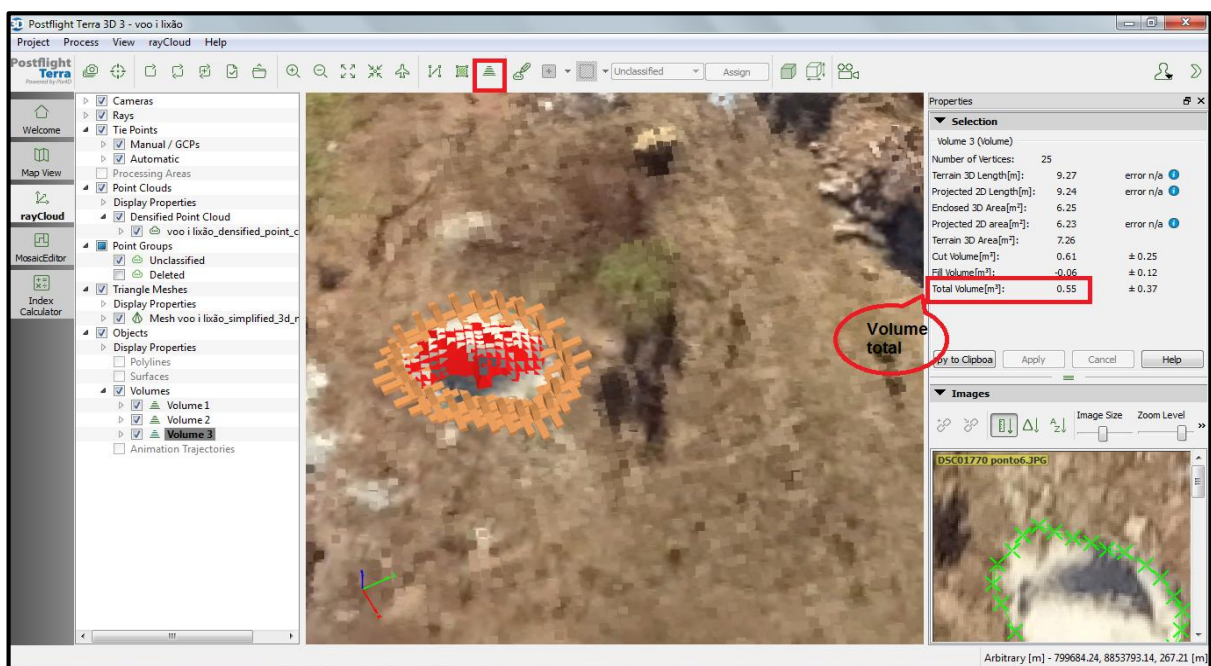 Postflight Terra 3D 3 - voo i lixão
Project Process View rayCloud Help
Postflight
Terra
Powered by Pix4D
Unclassified
Assign
Welcome
Map View
rayCloud
MosaicEditor
Index
Calculator
Cameras
Rays
Tie Points
Manual / GCPs
Automatic
Processing Areas
Point Clouds
Display Properties
Densified Point Cloud
voo i lixão_densified_point_c
Point Groups
Unclassified
Deleted
Triangle Meshes
Display Properties
Mesh voo i lixão_simplified_3d_r
Objects
Display Properties
Polylines
Surfaces
Volumes
Volume 1
Volume 2
Volume 3
Animation Trajectories
Volume
total
Properties
Selection
Volume 3 (Volume)
Number of Vertices: 25
Terrain 3D Length[m]: 9.27 error n/a
Projected 2D Length[m]: 9.24 error n/a
Enclosed 3D Area[m²]: 6.25
Projected 2D area[m²]: 6.23 error n/a
Terrain 3D Area[m²]: 7.26
Cut Volume[m³]: 0.61 ± 0.25
Fill Volume[m³]: -0.06 ± 0.12
Total Volume[m³]: 0.55 ± 0.37
py to Clipboa Apply Cancel Help
Images
Image Size Zoom Level
DSC01770 ponto6.JPG
Arbitrary [m] - 799684.24, 8853793.14, 267.21 [m]